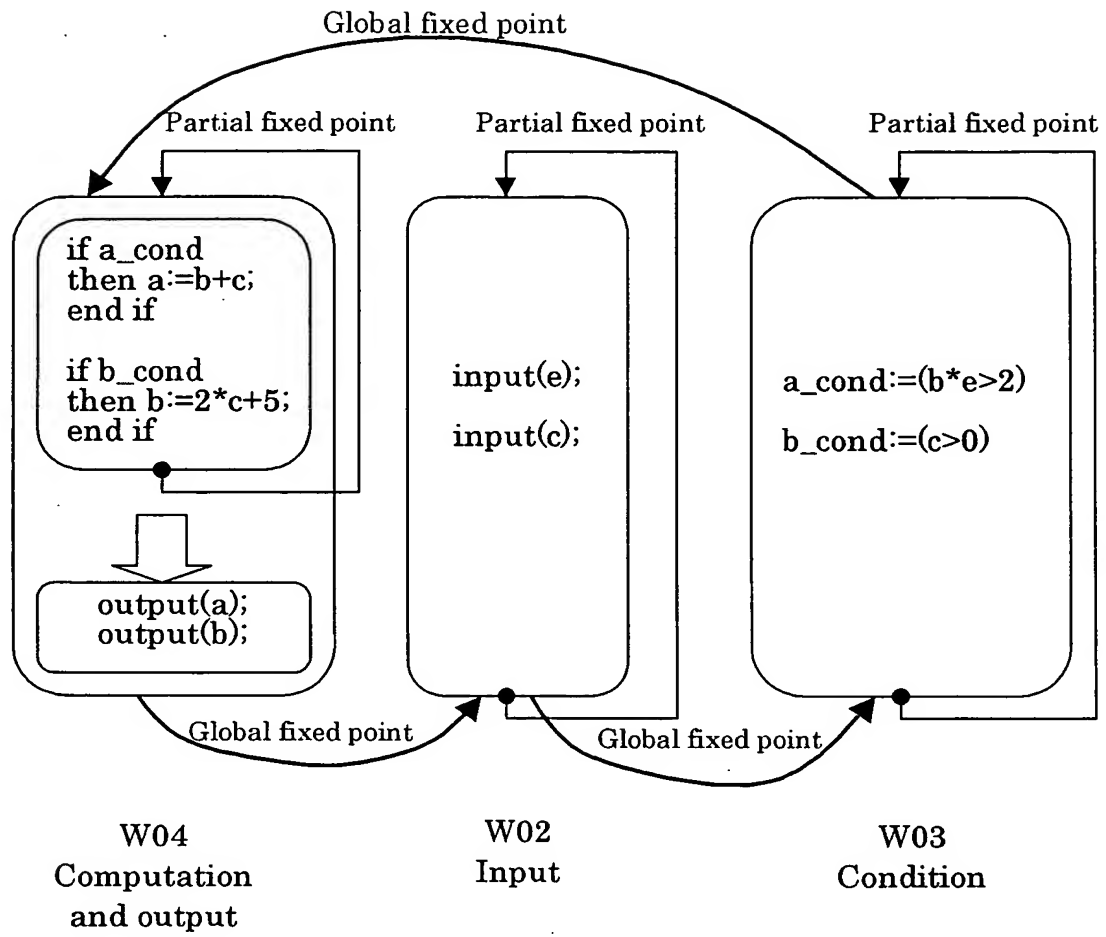 Global fixed point
Partial fixed point
Partial fixed point
Partial fixed point
if a_cond
then a:=b+c;
end if
if b_cond
then b:=2*c+5;
end if
output(a);
output(b);
input(e);
input(c);
a_cond:=(b*e>2)
b_cond:=(c>0)
Global fixed point
Global fixed point
W04
Computation
and output
W02
Input
W03
Condition